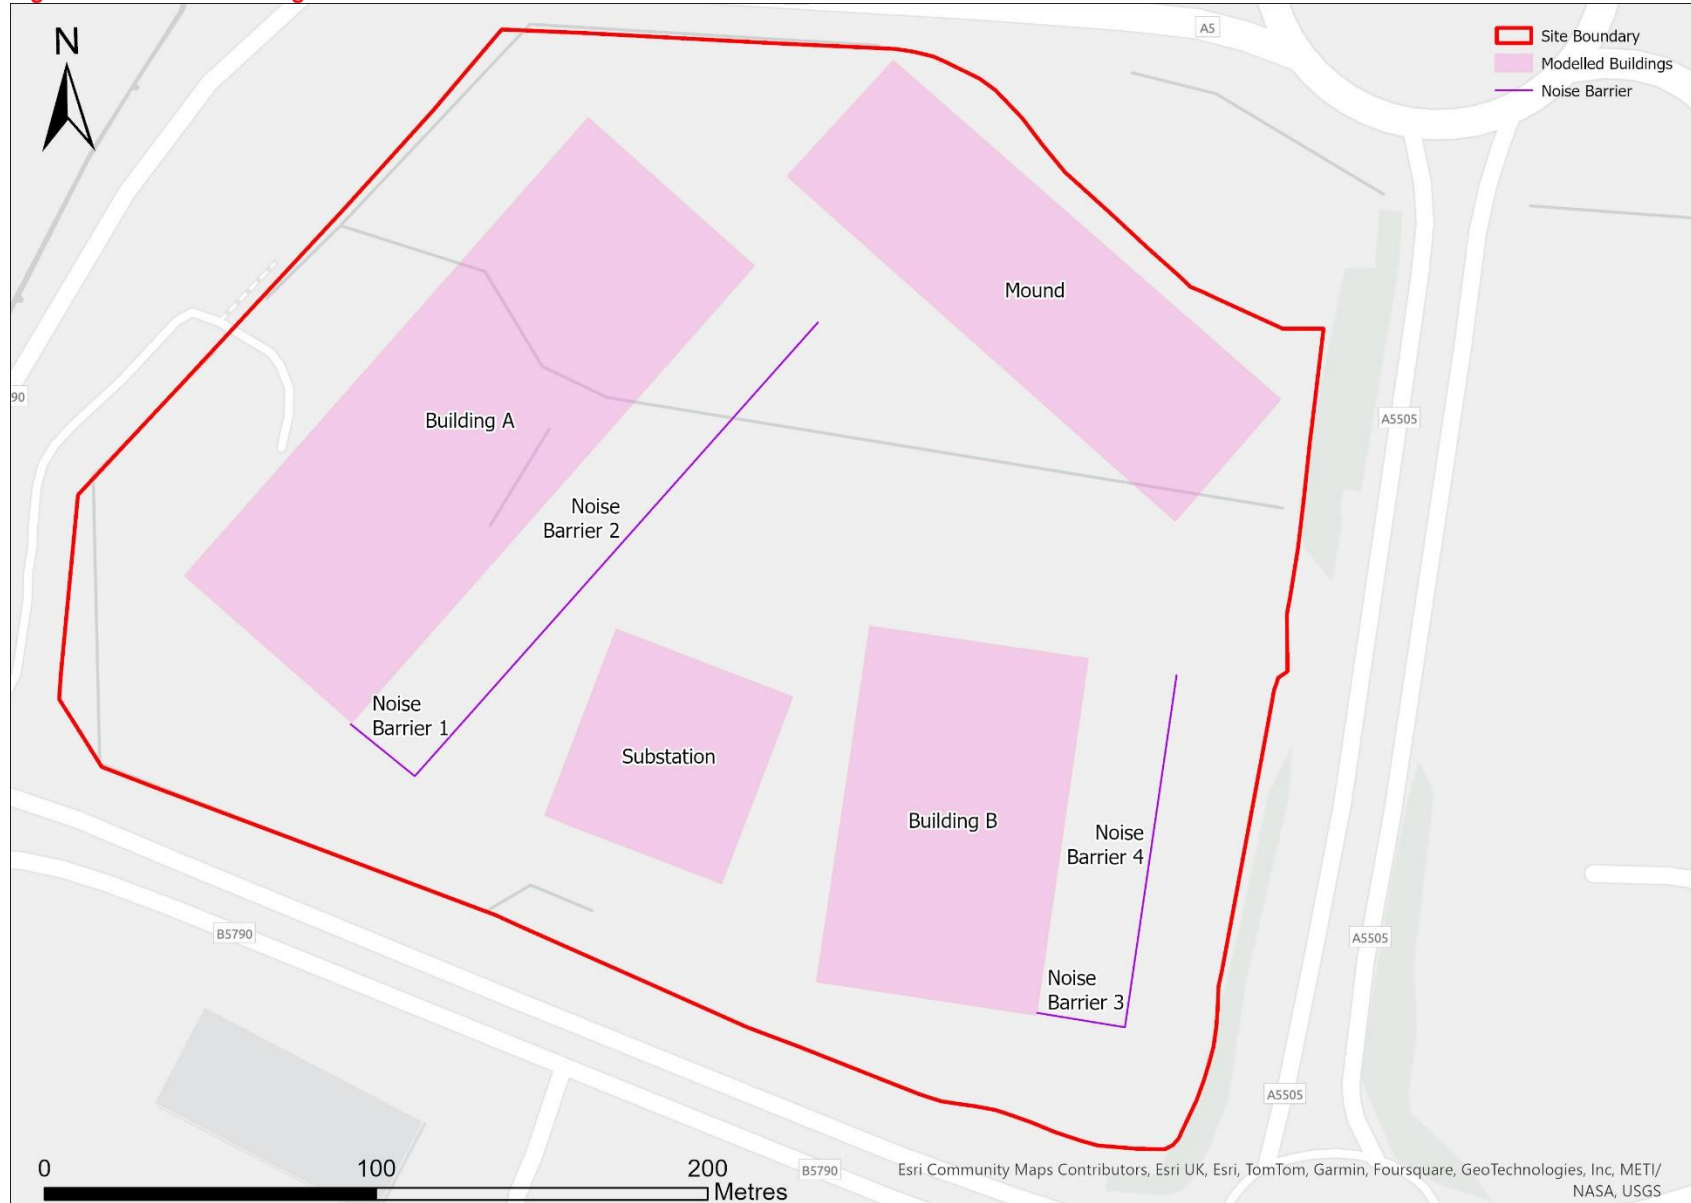 N
A5
Site Boundary
Modelled Buildings
Noise Barrier
Mound
90
Building A
A5505
Noise
Barrier 2
Noise
Barrier 1
Substation
Building B
Noise
Barrier 4
B5790
A5505
Noise
Barrier 3
A5505
0 100 200
Metres
B5790
Esri Community Maps Contributors, Esri UK, Esri, TomTom, Garmin, Foursquare, GeoTechnologies, Inc, METI/
NASA, USGS